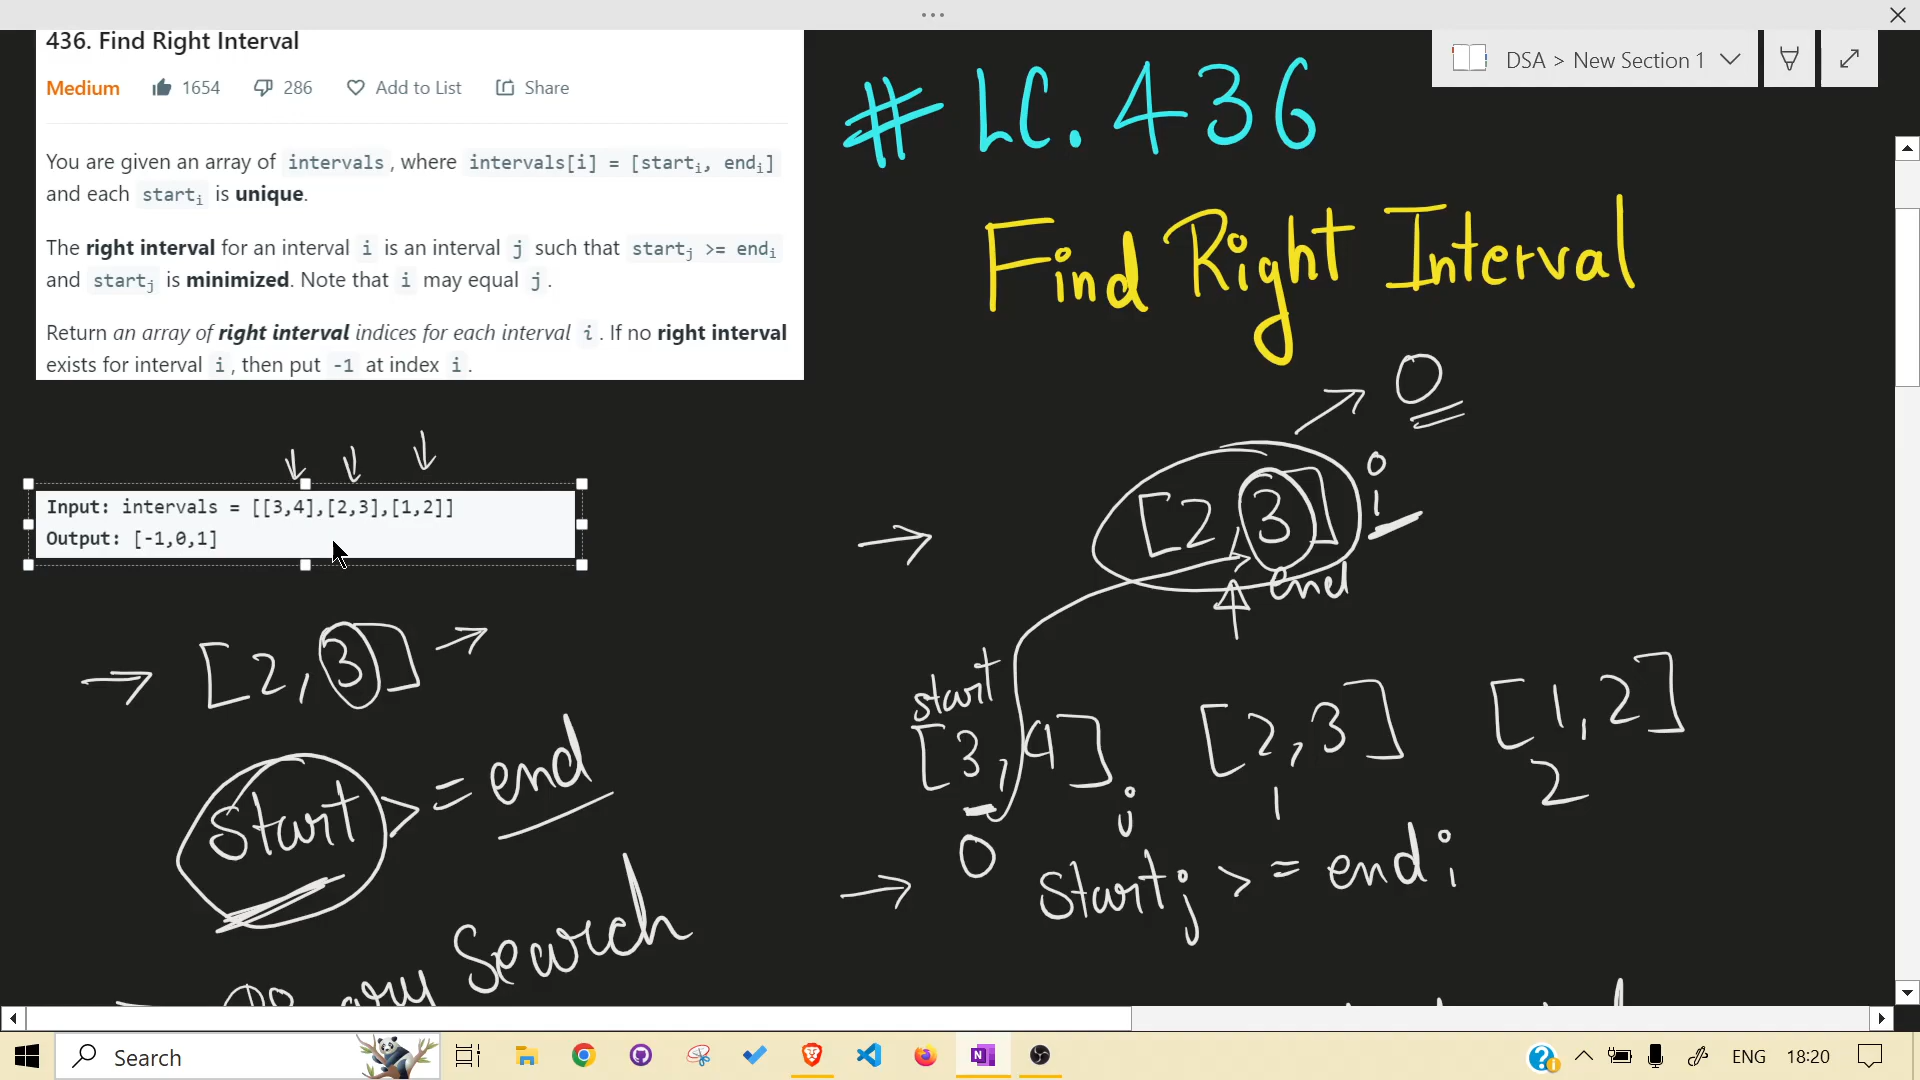 436. Find Right Interval
Medium 1654 286 Add to List Share
You are given an array of intervals, where intervals[i] = [startᵢ, endᵢ]
and each startᵢ is unique.
The right interval for an interval i is an interval j such that startⱼ >= endᵢ
and startⱼ is minimized. Note that i may equal j.
Return an array of right interval indices for each interval i. If no right interval
exists for interval i, then put -1 at index i.
DSA > New Section 1
# LC. 436
Find Right Interval
Input: intervals = [[3,4],[2,3],[1,2]]
Output: [-1,0,1]
→ [2, 3] →
start >= end
Search
→ 0
→ [2, 3] i
end
start
[3, 4] j [2, 3] [1, 2]
0 1 2
→ startj >= endi
Search
ENG 18:20